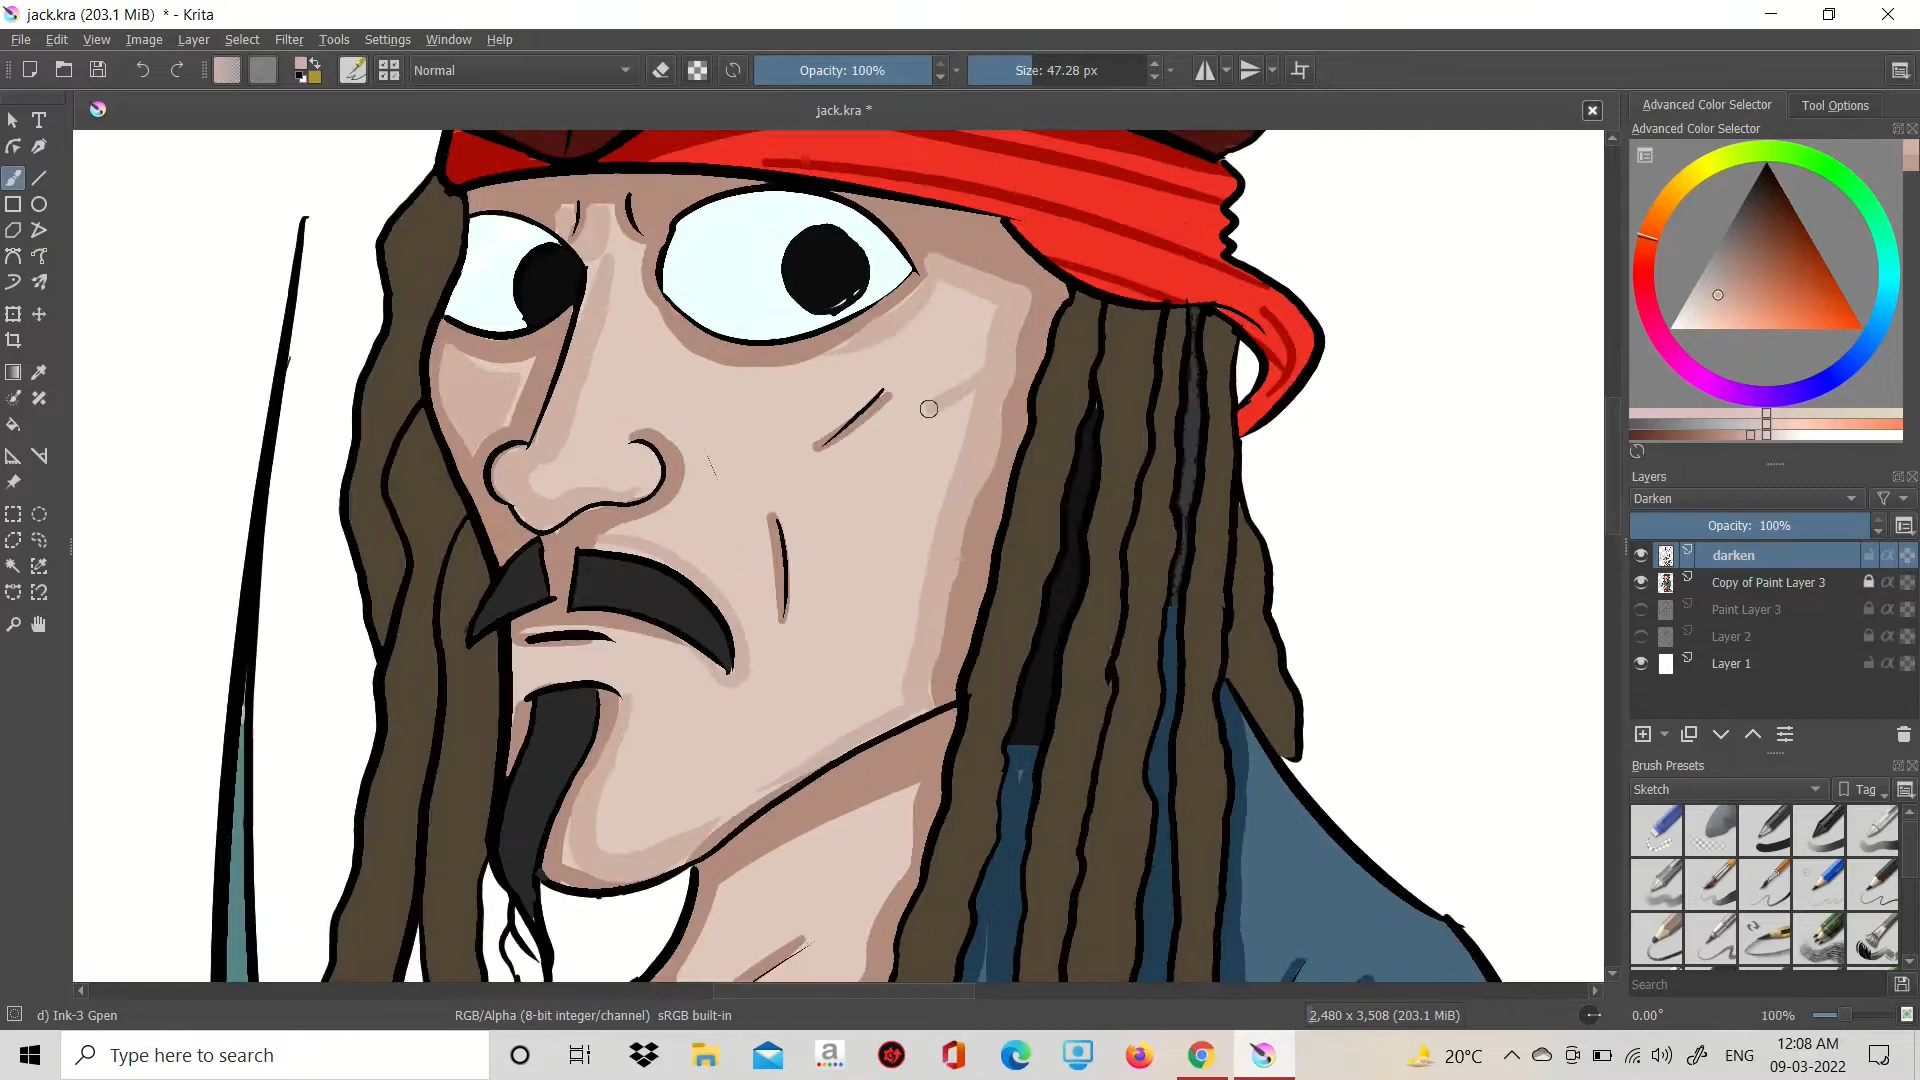 jack.kra (203.1 MiB)  * - Krita
File Edit View Image Layer Select Filter Tools Settings Window Help
Normal
Opacity: 100%
Size: 47.28 px
jack.kra *
Advanced Color Selector
Tool Options
Advanced Color Selector
Layers
Darken
Opacity:  100%
darken
Copy of Paint Layer 3
Paint Layer 3
Layer 2
Layer 1
Brush Presets
Sketch
Tag
Search
d) Ink-3 Gpen
RGB/Alpha (8-bit integer/channel)  sRGB built-in
2,480 x 3,508 (203.1 MiB)
0.00°
100%
Type here to search
20°C
ENG
12:08 AM
09-03-2022